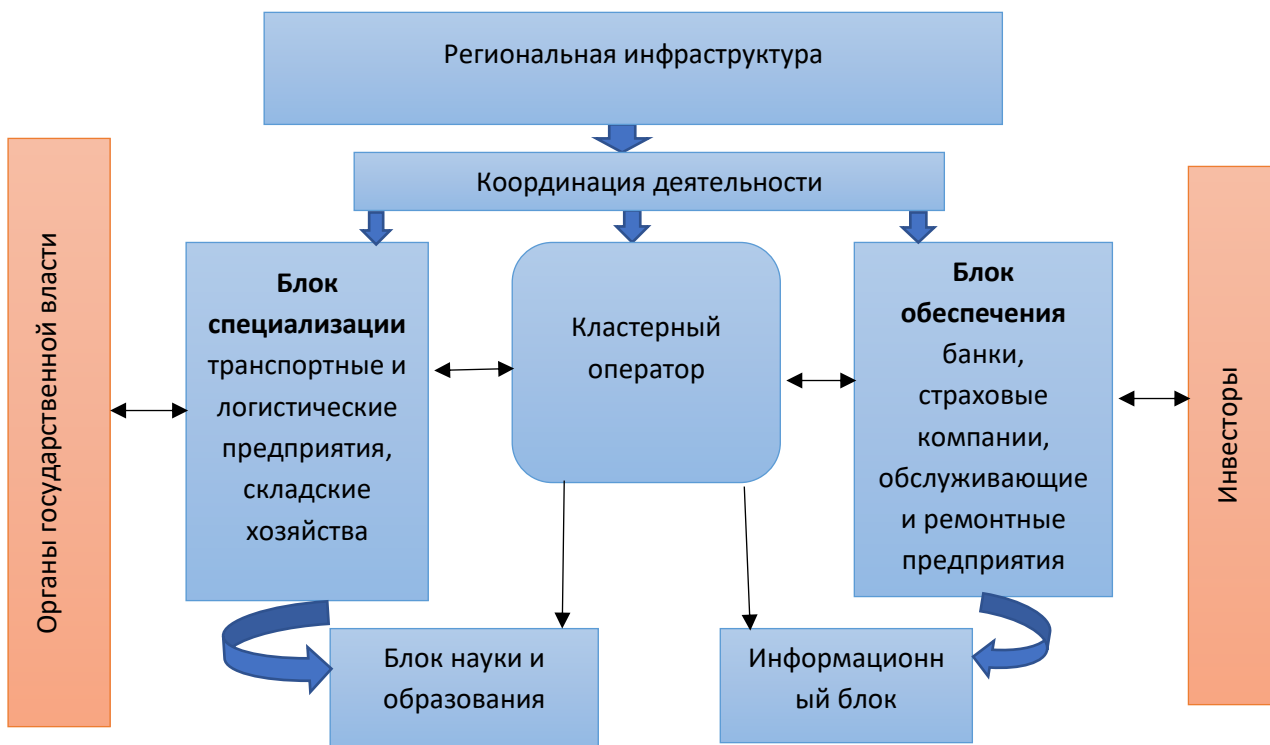 Региональная инфраструктура
Координация деятельности
Органы государственной власти
Блок
специализации
транспортные и
логистические
предприятия,
складские
хозяйства
Кластерный
оператор
Блок
обеспечения
банки,
страховые
компании,
обслуживающие
и ремонтные
предприятия
Инвесторы
Блок науки и
образования
Информационн
ый блок